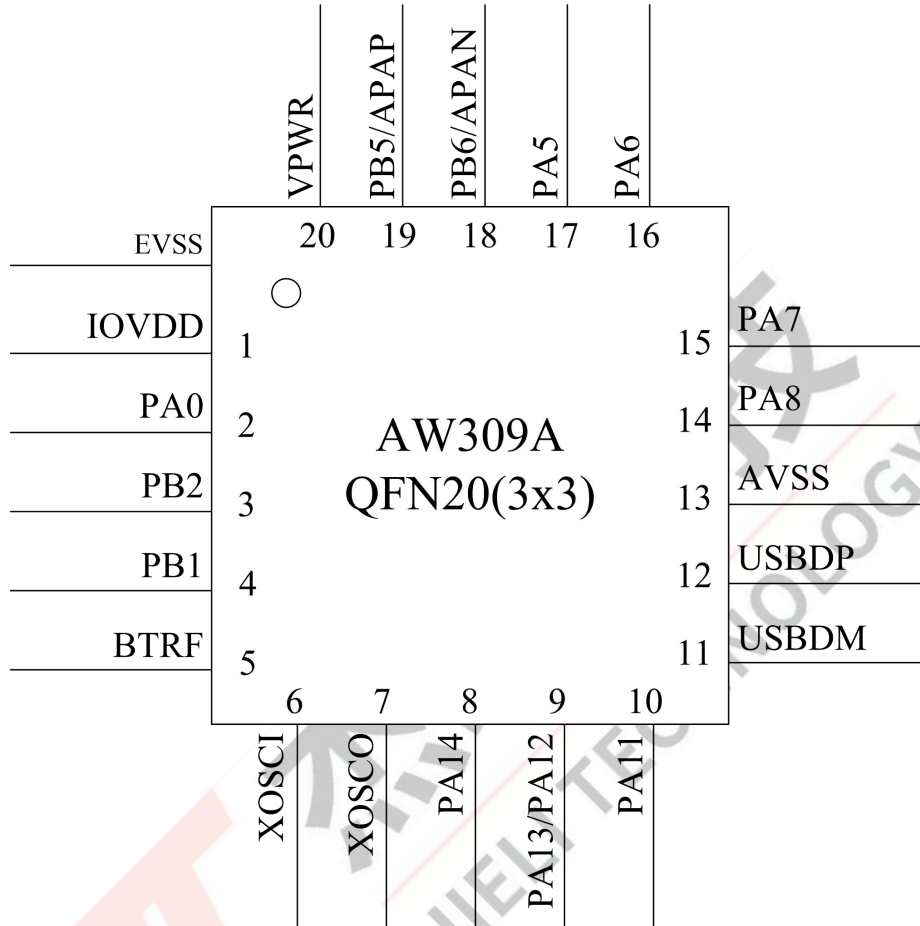 VPWR
PB5/APAP
PB6/APAN
PA5
PA6
20 19 18 17 16
EVSS
IOVDD
1
PA0
2
PB2
3
PB1
4
BTRF
5
AW309A
QFN20(3x3)
15
PA7
14
PA8
13
AVSS
12
USBDP
11
USBDM
6 7 8 9 10
XOSCI
XOSCO
PA14
PA13/PA12
PA11